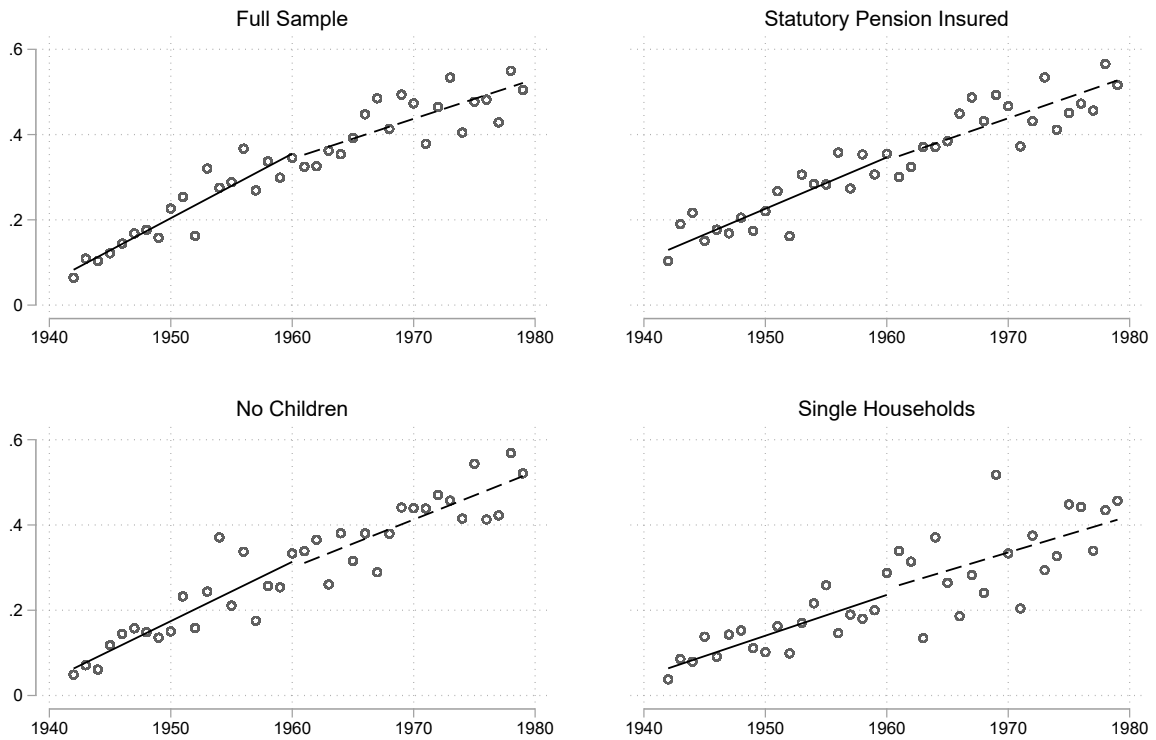 Full Sample
Statutory Pension Insured
.6
.4
.2
0
1940 1950 1960 1970 1980
1940 1950 1960 1970 1980
No Children
Single Households
.6
.4
.2
0
1940 1950 1960 1970 1980
1940 1950 1960 1970 1980